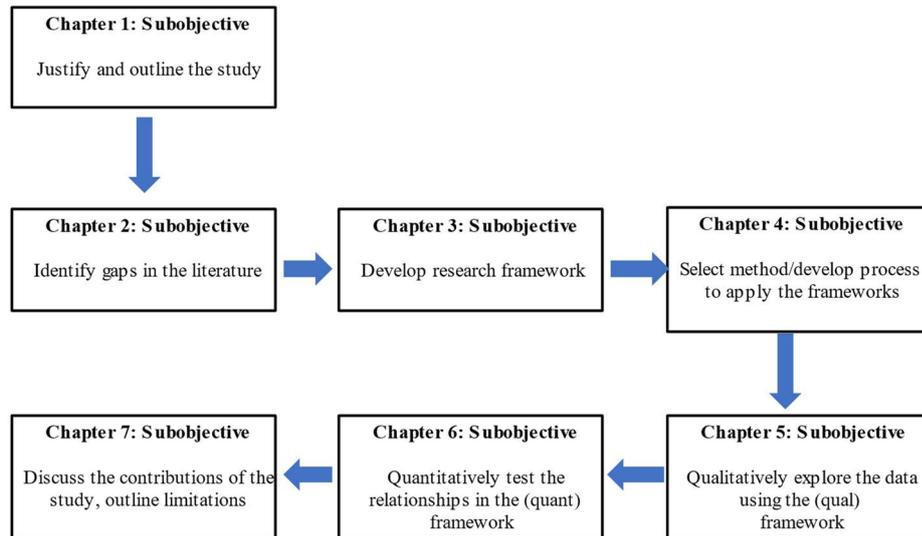 Chapter 1: Subobjective
Justify and outline the study
Chapter 2: Subobjective
Identify gaps in the literature
Chapter 3: Subobjective
Develop research framework
Chapter 4: Subobjective
Select method/develop process
to apply the frameworks
Chapter 5: Subobjective
Qualitatively explore the data
using the (qual)
framework
Chapter 6: Subobjective
Quantitatively test the
relationships in the (quant)
framework
Chapter 7: Subobjective
Discuss the contributions of the
study, outline limitations